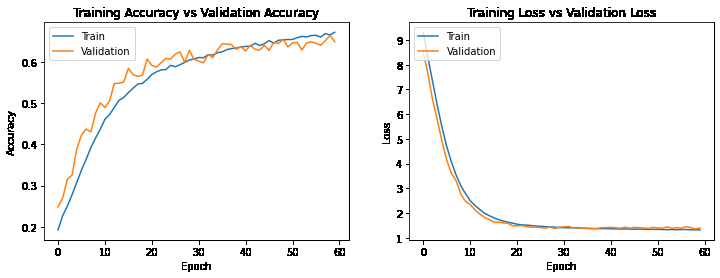 Training Accuracy vs Validation Accuracy
Train
Validation
0.6
0.5
0.4
0.3
0.2
Accuracy
0 10 20 30 40 50 60
Epoch
Training Loss vs Validation Loss
Train
Validation
9
8
7
6
5
4
3
2
1
Loss
0 10 20 30 40 50 60
Epoch